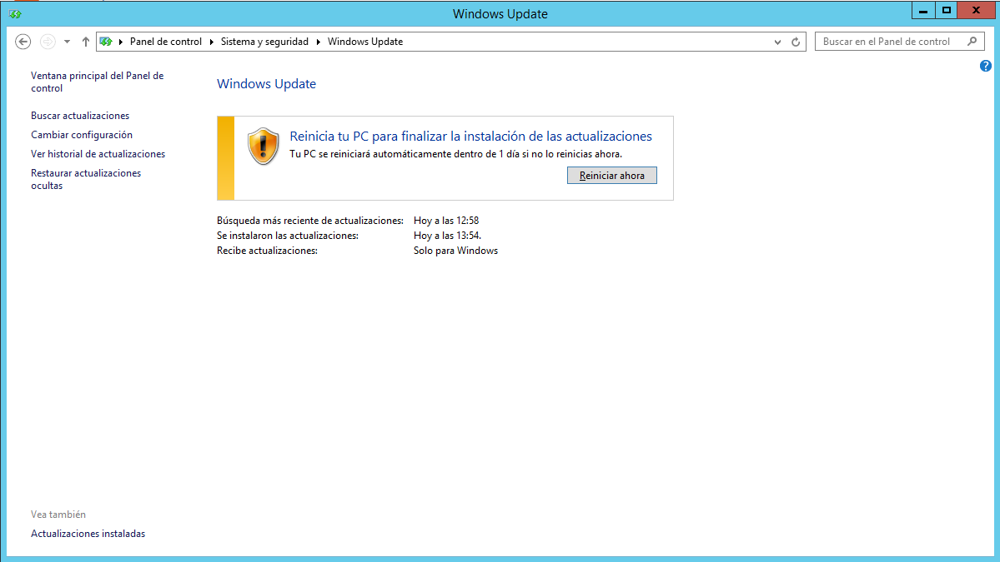 Windows Update
Panel de control Sistema y seguridad Windows Update
Buscar en el Panel de control
Ventana principal del Panel de
control
Buscar actualizaciones
Cambiar configuración
Ver historial de actualizaciones
Restaurar actualizaciones
ocultas
Windows Update
Reinicia tu PC para finalizar la instalación de las actualizaciones
Tu PC se reiniciará automáticamente dentro de 1 día si no lo reinicias ahora.
Reiniciar ahora
Búsqueda más reciente de actualizaciones: Hoy a las 12:58
Se instalaron las actualizaciones: Hoy a las 13:54.
Recibe actualizaciones: Solo para Windows
Vea también
Actualizaciones instaladas